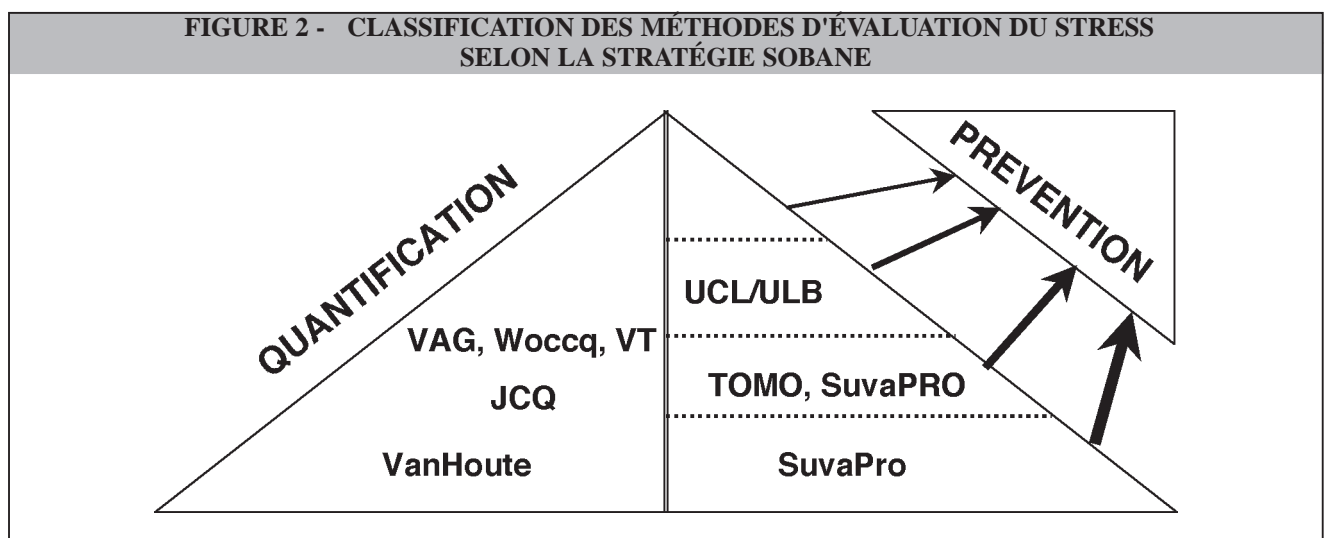 FIGURE 2 - CLASSIFICATION DES MÉTHODES D'ÉVALUATION DU STRESS
SELON LA STRATÉGIE SOBANE
QUANTIFICATION
PREVENTION
UCL/ULB
VAG, Woccq, VT
JCQ
TOMO, SuvaPRO
VanHoute
SuvaPro